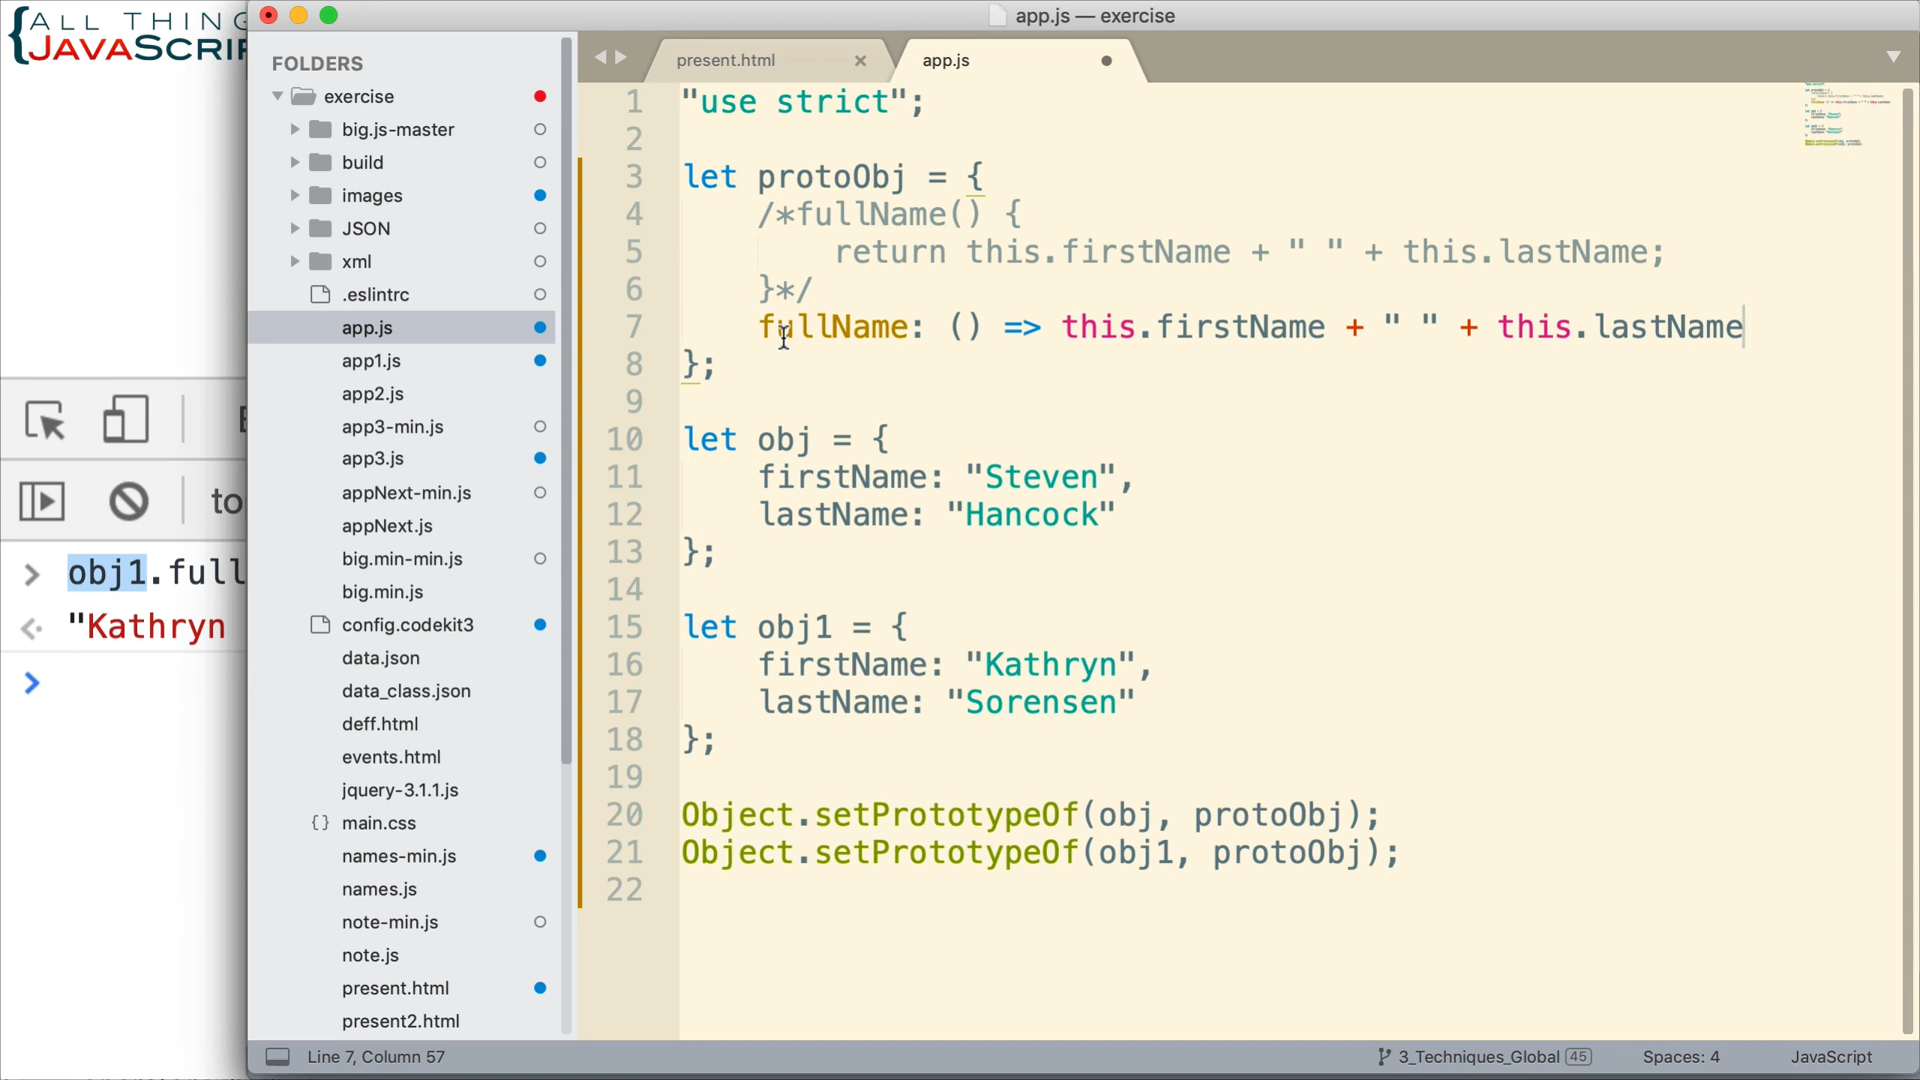 ALL THING
JAVASCRI
app.js — exercise
FOLDERS
exercise
big.js-master
build
images
JSON
xml
.eslintrc
app.js
app1.js
app2.js
app3-min.js
app3.js
appNext-min.js
appNext.js
big.min-min.js
big.min.js
config.codekit3
data.json
data_class.json
deff.html
events.html
jquery-3.1.1.js
main.css
names-min.js
names.js
note-min.js
note.js
present.html
present2.html
present.html
app.js
1 "use strict";
2
3 let protoObj = {
4 /*fullName() {
5 return this.firstName + " " + this.lastName;
6 }*/
7 fullName: () => this.firstName + " " + this.lastName
8 };
9
10 let obj = {
11 firstName: "Steven",
12 lastName: "Hancock"
13 };
14
15 let obj1 = {
16 firstName: "Kathryn",
17 lastName: "Sorensen"
18 };
19
20 Object.setPrototypeOf(obj, protoObj);
21 Object.setPrototypeOf(obj1, protoObj);
22
to
> obj1.full
"Kathryn
>
Line 7, Column 57
3_Techniques_Global 45
Spaces: 4
JavaScript